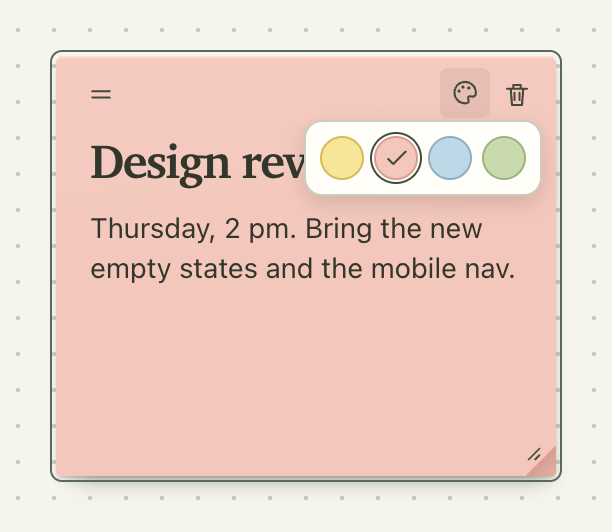 Design rev
Thursday, 2 pm. Bring the new
empty states and the mobile nav.